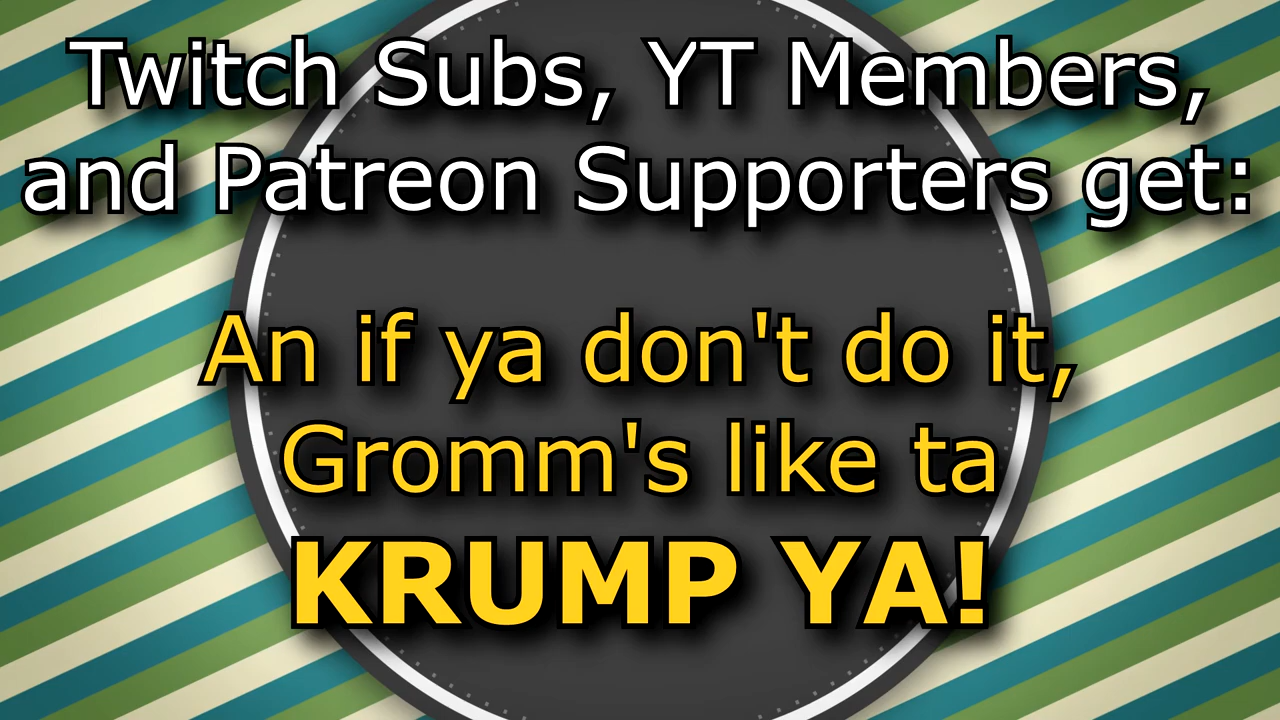 Twitch Subs, YT Members,
and Patreon Supporters get:
An if ya don't do it,
Gromm's like ta
KRUMP YA!